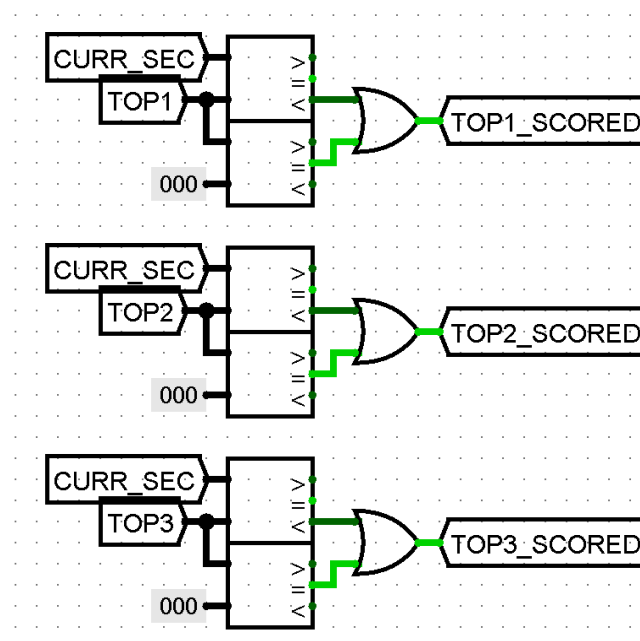 CURR_SEC
>
=
TOP1
<
TOP1_SCORED
>
=
000
<
CURR_SEC
>
=
TOP2
<
TOP2_SCORED
>
=
000
<
CURR_SEC
>
=
TOP3
<
TOP3_SCORED
>
=
000
<